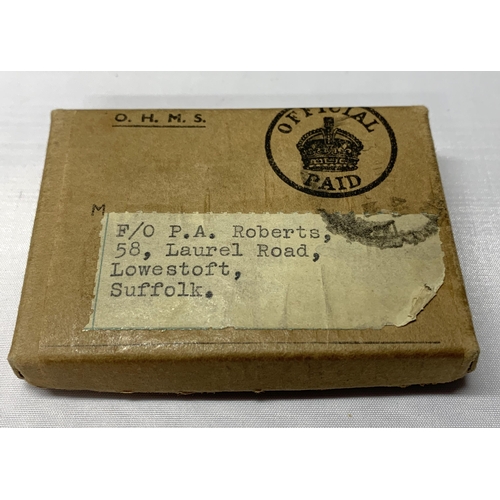 O. H. M. S.
OFFICIAL
PAID
M
F/O P.A. Roberts,
58, Laurel Road,
Lowestoft,
Suffolk.